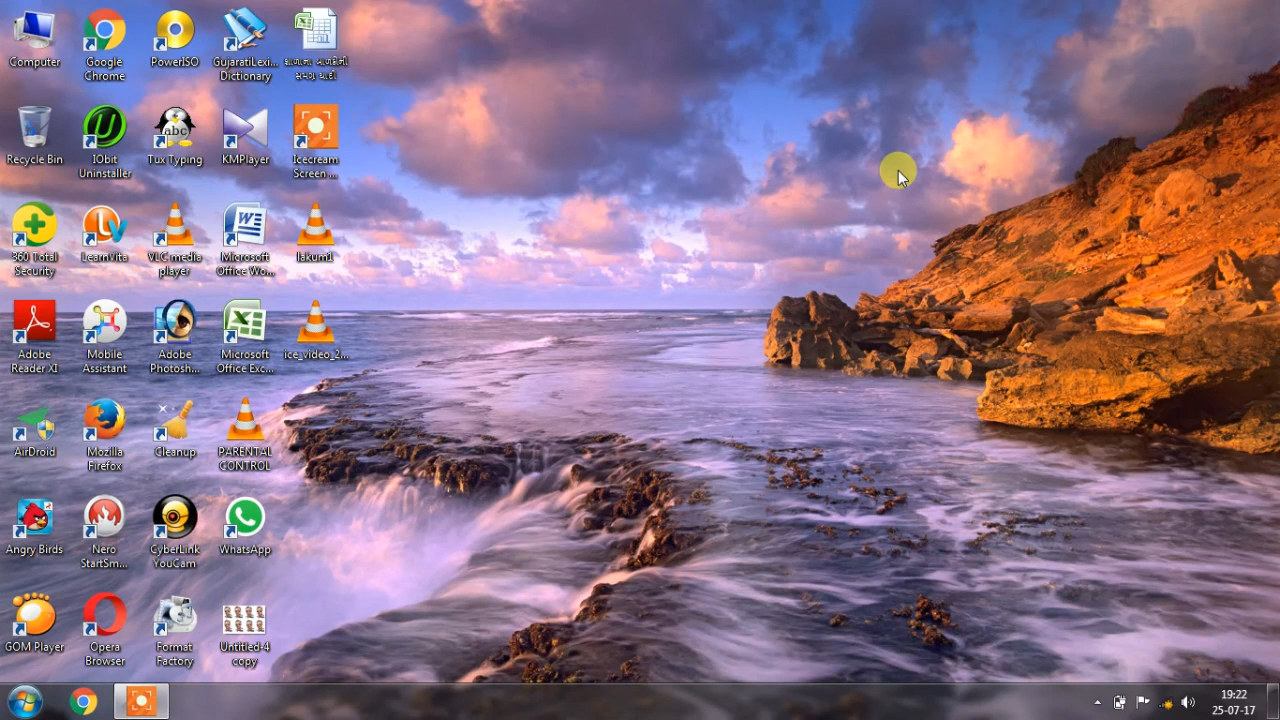 Computer
Google
Chrome
PowerISO
GujaratiLexi...
Dictionary
Recycle Bin
IObit
Uninstaller
abc
Tux Typing
KMPlayer
Icecream
Screen ...
360 Total
Security
LearnVita
VLC media
player
Microsoft
Office Wo...
lakum1
Adobe
Reader XI
Mobile
Assistant
Adobe
Photosh...
Microsoft
Office Exc...
ice_video_2...
AirDroid
Mozilla
Firefox
Cleanup
PARENTAL
CONTROL
Angry Birds
Nero
StartSm...
CyberLink
YouCam
WhatsApp
GOM Player
Opera
Browser
Format
Factory
Untitled-4
copy
19:22
25-07-17